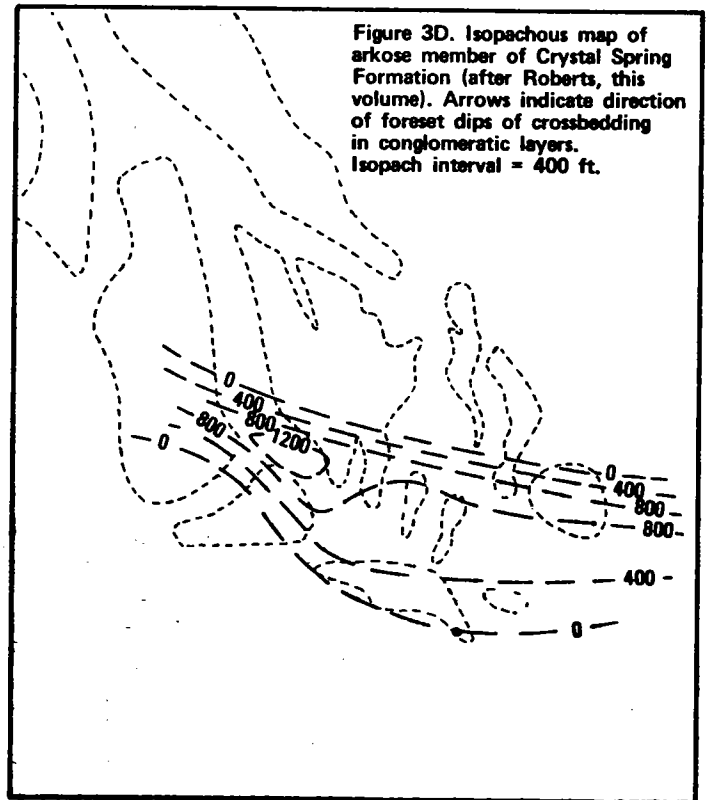 Figure 3D. Isopachous map of
arkose member of Crystal Spring
Formation (after Roberts, this
volume). Arrows indicate direction
of foreset dips of crossbedding
in conglomeratic layers.
Isopach interval = 400 ft.
0
400
800
1200
800
0
0
400
800
800
400
0